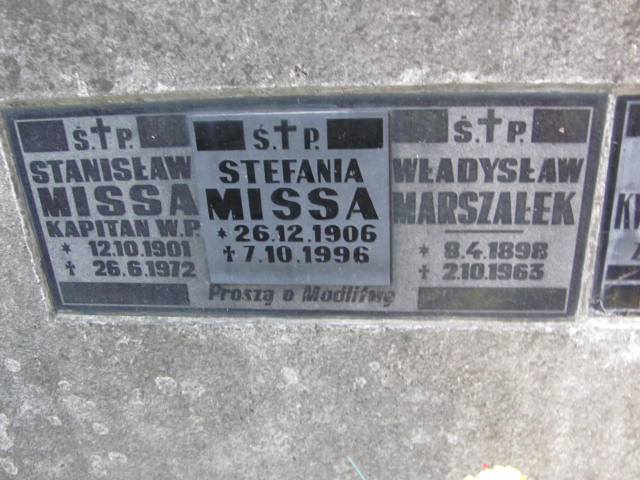 Ś.✝P.
STANISŁAW
MISSA
KAPITAN W.P.
* 12.10.1901
✝ 26.6.1972
Ś.✝P.
STEFANIA
MISSA
* 26.12.1906
✝ 7.10.1996
Ś.✝P.
WŁADYSŁAW
MARSZAŁEK
* 8.4.1898
✝ 2.10.1963
Proszą o Modlitwę